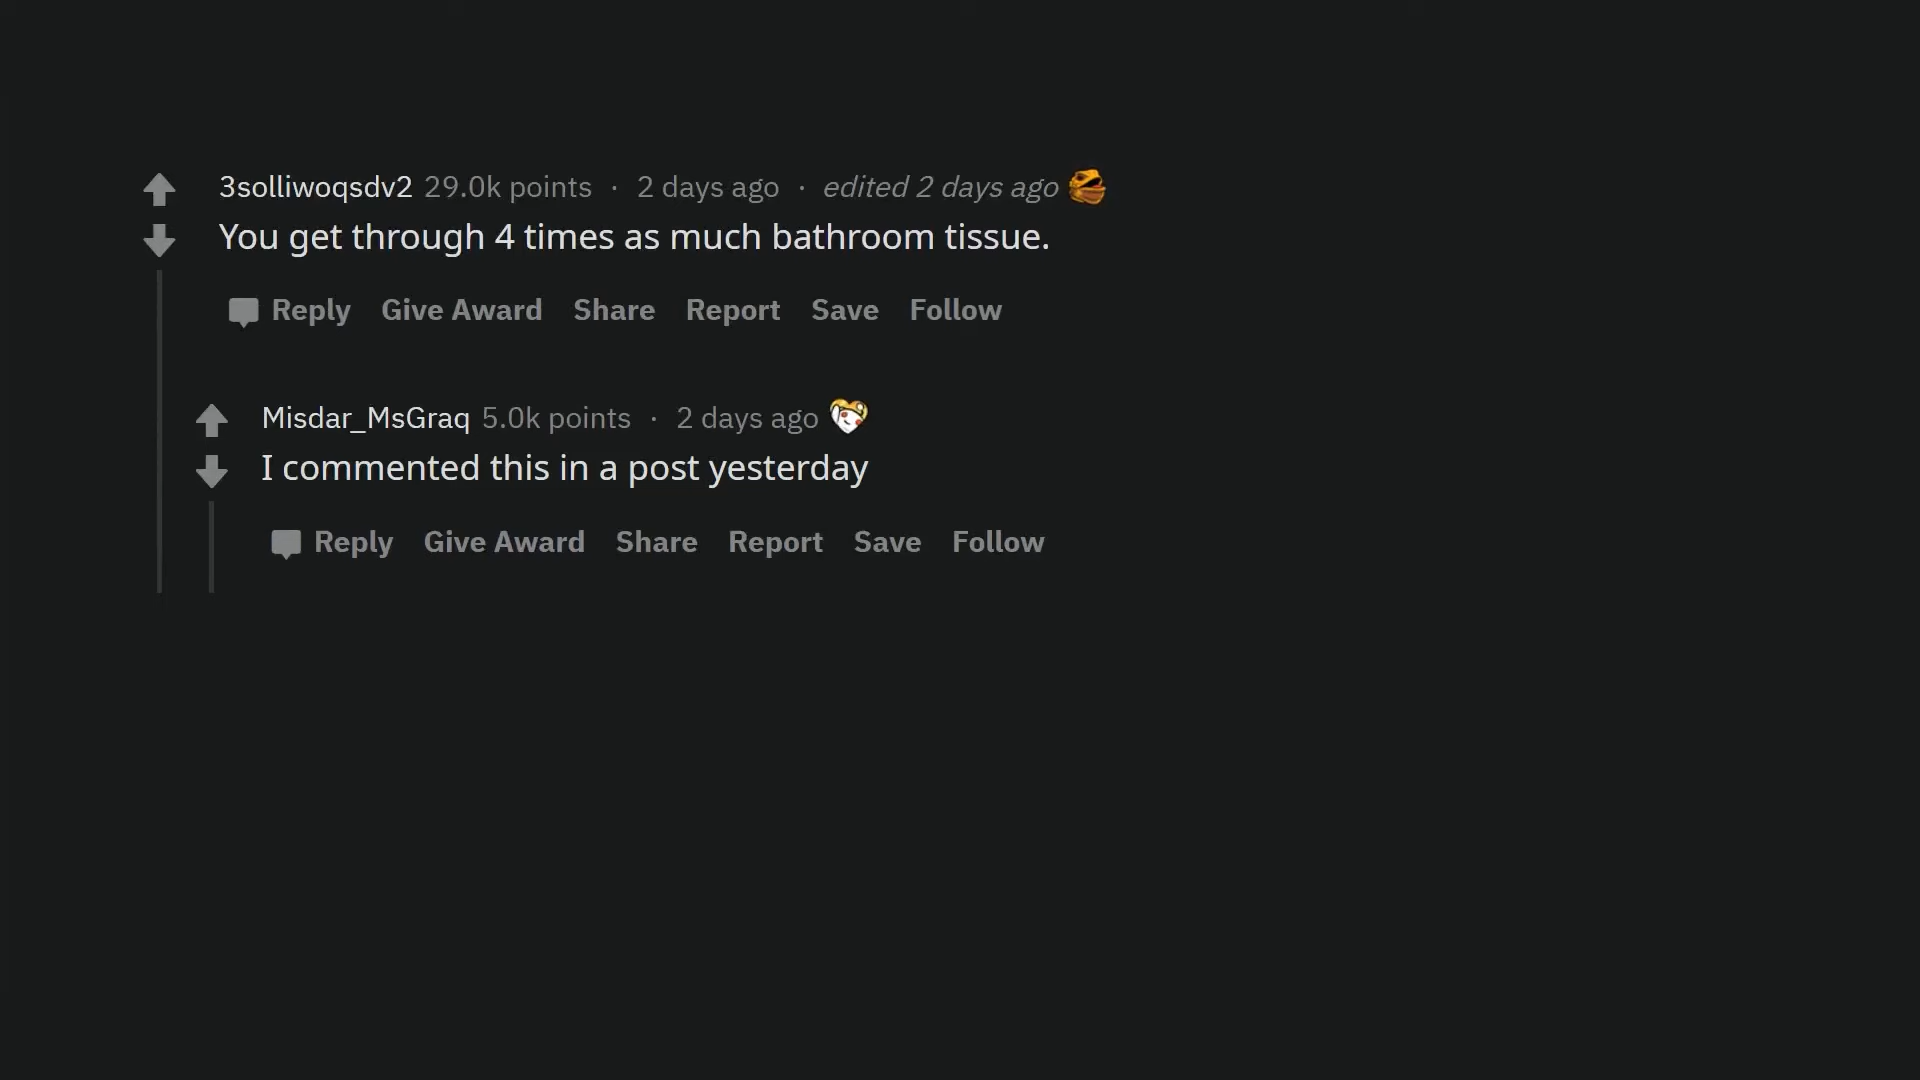 3solliwoqsdv2 29.0k points · 2 days ago · edited 2 days ago
You get through 4 times as much bathroom tissue.
Reply Give Award Share Report Save Follow
Misdar_MsGraq 5.0k points · 2 days ago
I commented this in a post yesterday
Reply Give Award Share Report Save Follow